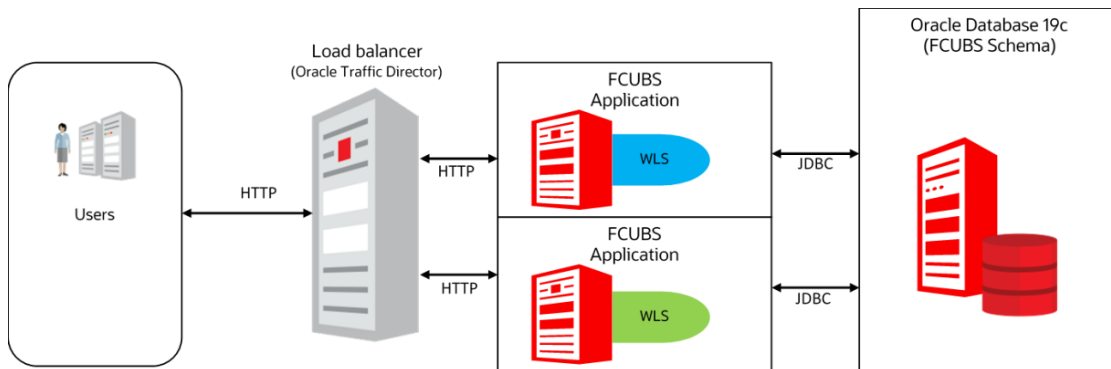 Users
HTTP
Load balancer
(Oracle Traffic Director)
HTTP
HTTP
FCUBS
Application
WLS
FCUBS
Application
WLS
JDBC
JDBC
Oracle Database 19c
(FCUBS Schema)